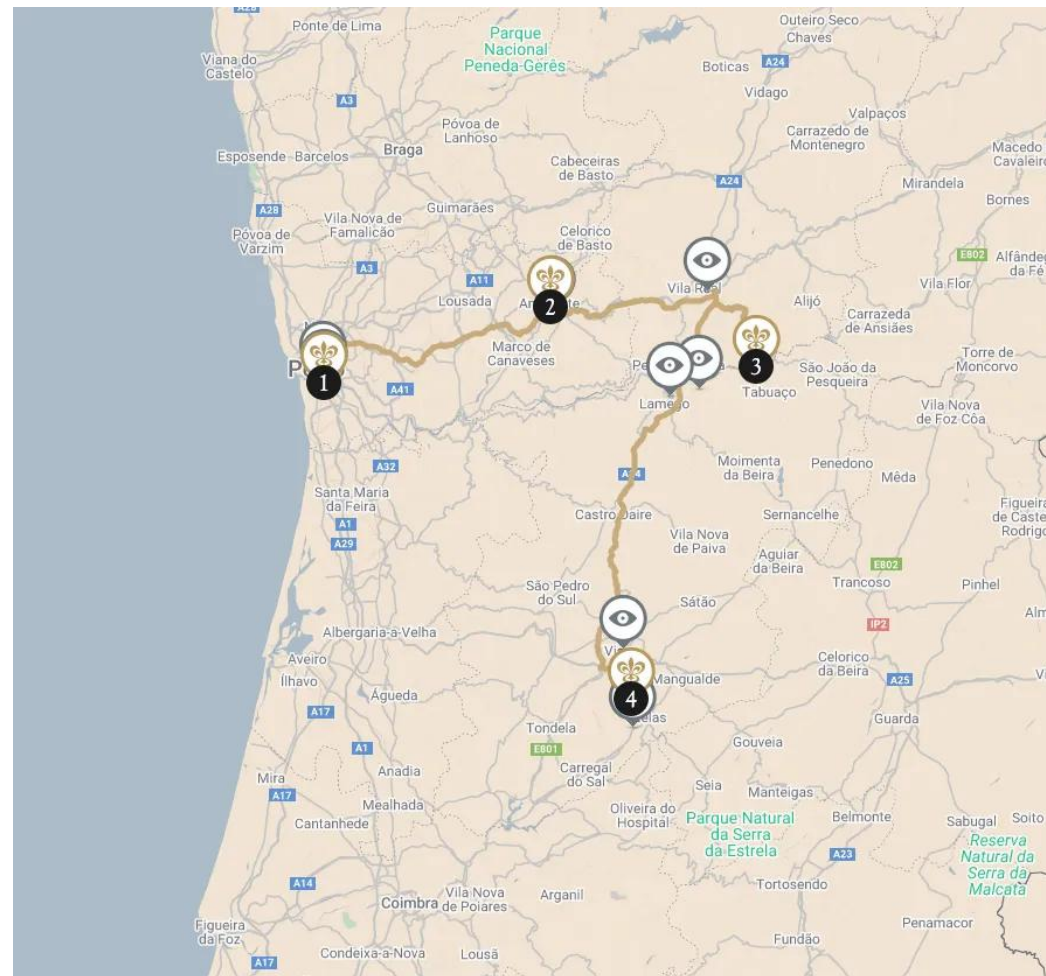 A28
Ponte de Lima
Parque
Nacional
Peneda-Gerês
Outeiro Seco
Chaves
Viana do
Castelo
Boticas
A24
Vidago
A3
Póvoa de
Lanhoso
Valpaços
Carrazedo de
Montenegro
Braga
Esposende
Barcelos
Cabeceiras
de Basto
Macedo
A24
Mirandela
Bornes
A28
Guimarães
Vila Nova de
Famalicão
Póvoa de
Varzim
Celorico
de Basto
A3
A11
E802
Alfândega
da Fé
Vila Flor
Vila Real
Lousada
Alijó
2
Carrazeda
de Ansiães
Marco de
Canaveses
Torre de
Moncorvo
1
3
São João da
Pesqueira
A41
Tabuaço
Lamego
Vila Nova
de Foz Côa
A32
Moimenta
da Beira
Penedono
Mêda
Santa Maria
da Feira
A1
Castro Daire
Sernancelhe
Figueira
de Castelo
Rodrigo
A29
Vila Nova
de Paiva
Aguiar
da Beira
E802
Trancoso
Pinhel
São Pedro
do Sul
Sátão
IP2
Albergaria-a-Velha
Aveiro
Ílhavo
Celorico
da Beira
Mangualde
A25
Águeda
4
A17
Tondela
Guarda
A1
E801
Gouveia
Mira
Anadia
Carregal
do Sal
Seia
Manteigas
A17
Mealhada
Cantanhede
Oliveira do
Hospital
Parque Natural
da Serra
da Estrela
Belmonte
Sabugal
Soito
Reserva
Natural da
Serra da
Malcata
A23
A14
Tortosendo
Coimbra
Vila Nova
de Poiares
Arganil
Penamacor
Figueira
da Foz
Condeixa-a-Nova
Lousã
Fundão
A17